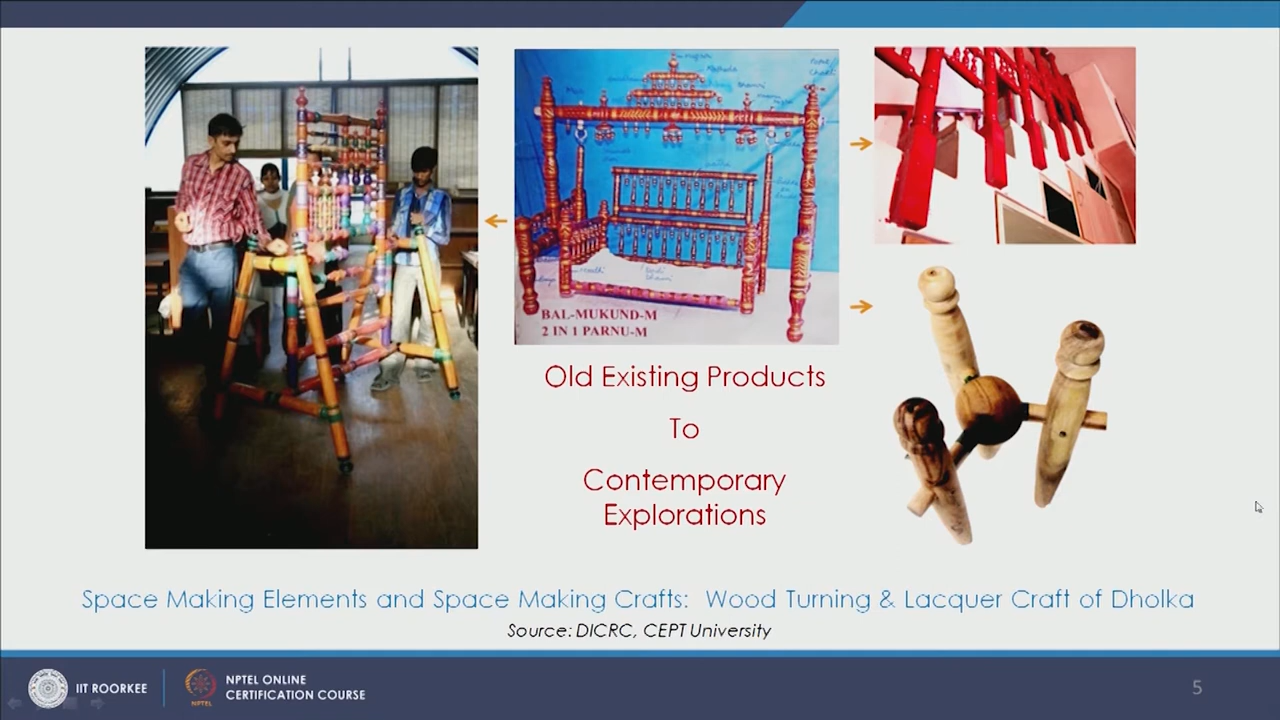 BAL-MUKUND-M
2 IN 1 PARNU-M
Old Existing Products
To
Contemporary
Explorations
Space Making Elements and Space Making Crafts: Wood Turning & Lacquer Craft of Dholka
Source: DICRC, CEPT University
IIT ROORKEE
NPTEL
NPTEL ONLINE
CERTIFICATION COURSE
5